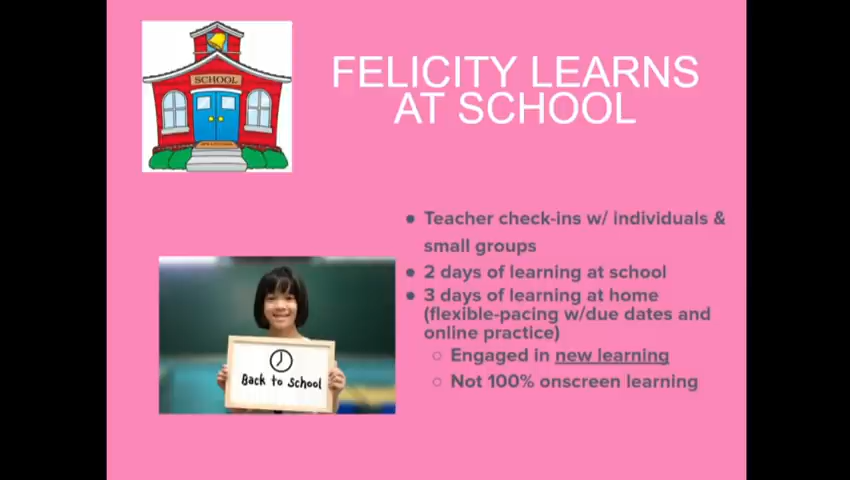 SCHOOL
FELICITY LEARNS
AT SCHOOL
● Teacher check-ins w/ individuals &
small groups
● 2 days of learning at school
● 3 days of learning at home
(flexible-pacing w/due dates and
online practice)
○ Engaged in new learning
○ Not 100% onscreen learning
Back to School